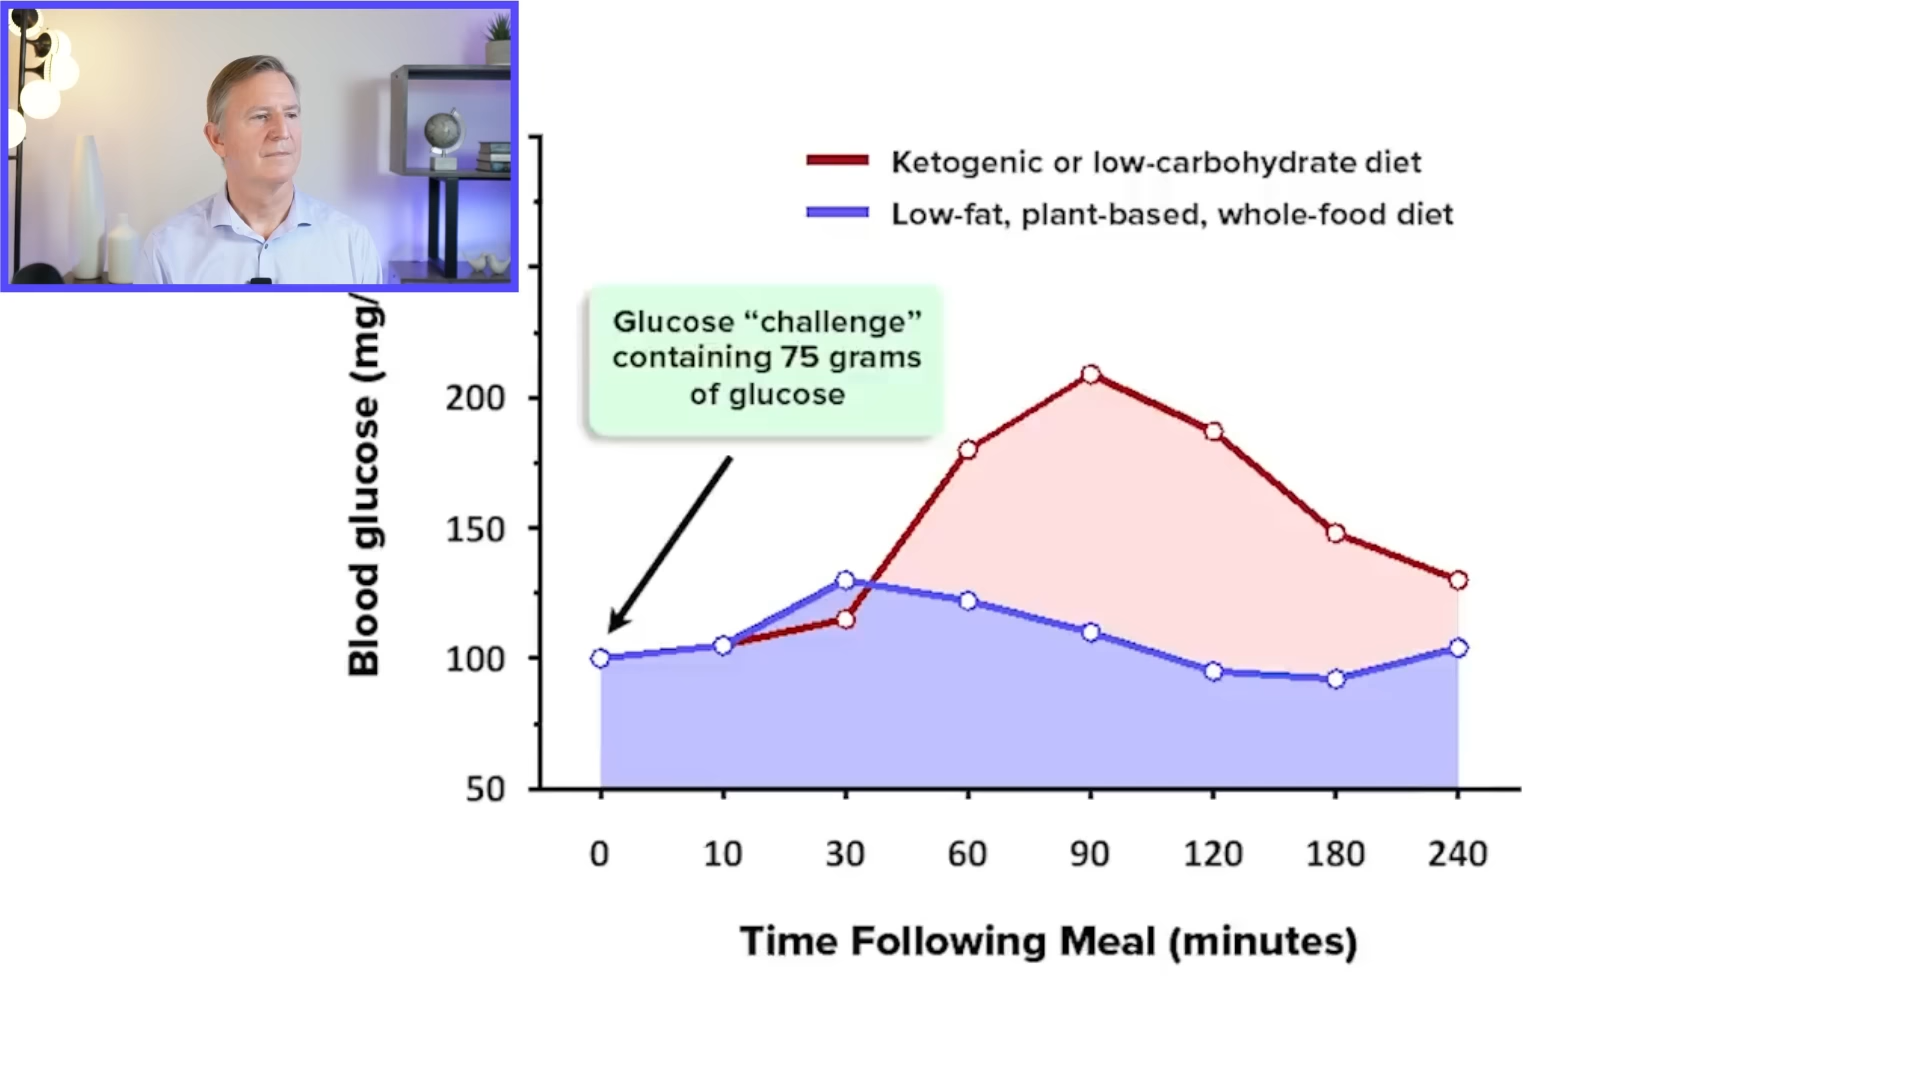 Ketogenic or low-carbohydrate diet
Low-fat, plant-based, whole-food diet
Glucose “challenge”
containing 75 grams
of glucose
Blood glucose (mg/
200
150
100
50
0 10 30 60 90 120 180 240
Time Following Meal (minutes)